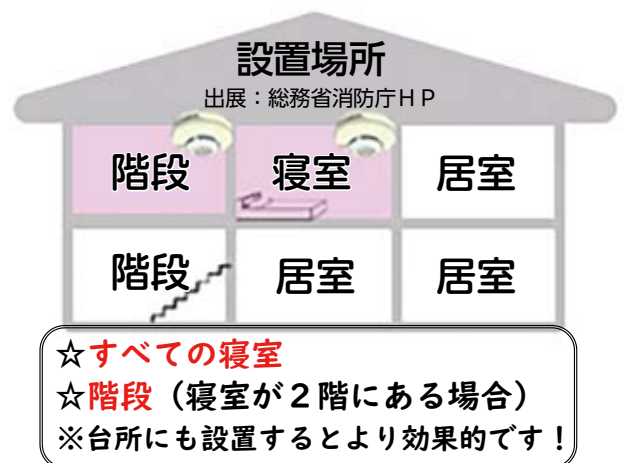 設置場所
出展：総務省消防庁ＨＰ
階段 寝室 居室
階段 居室 居室
☆すべての寝室
☆階段（寝室が２階にある場合）
※台所にも設置するとより効果的です！